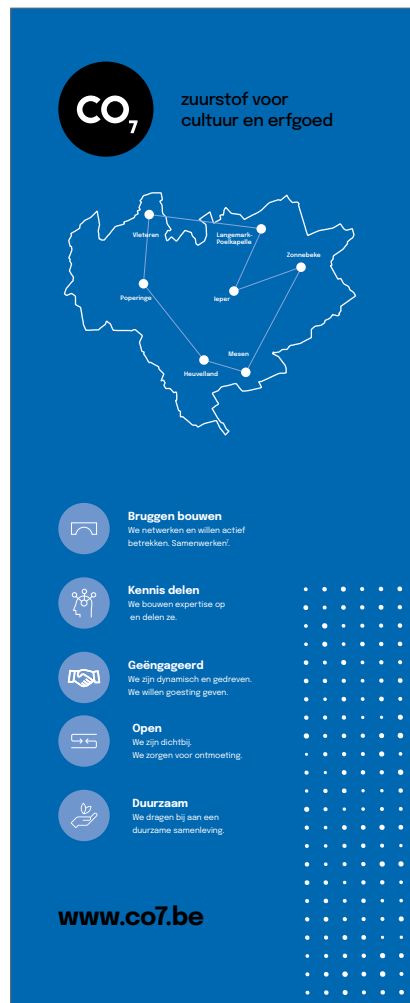 CO₇
zuurstof voor
cultuur en erfgoed
Vleteren
Langemark-
Poelkapelle
Zonnebeke
Poperinge
Ieper
Mesen
Heuvelland
Bruggen bouwen
We netwerken en willen actief
betrekken. Samenwerken⁷.
Kennis delen
We bouwen expertise op
en delen ze.
Geëngageerd
We zijn dynamisch en gedreven.
We willen goesting geven.
Open
We zijn dichtbij.
We zorgen voor ontmoeting.
Duurzaam
We dragen bij aan een
duurzame samenleving.
www.co7.be